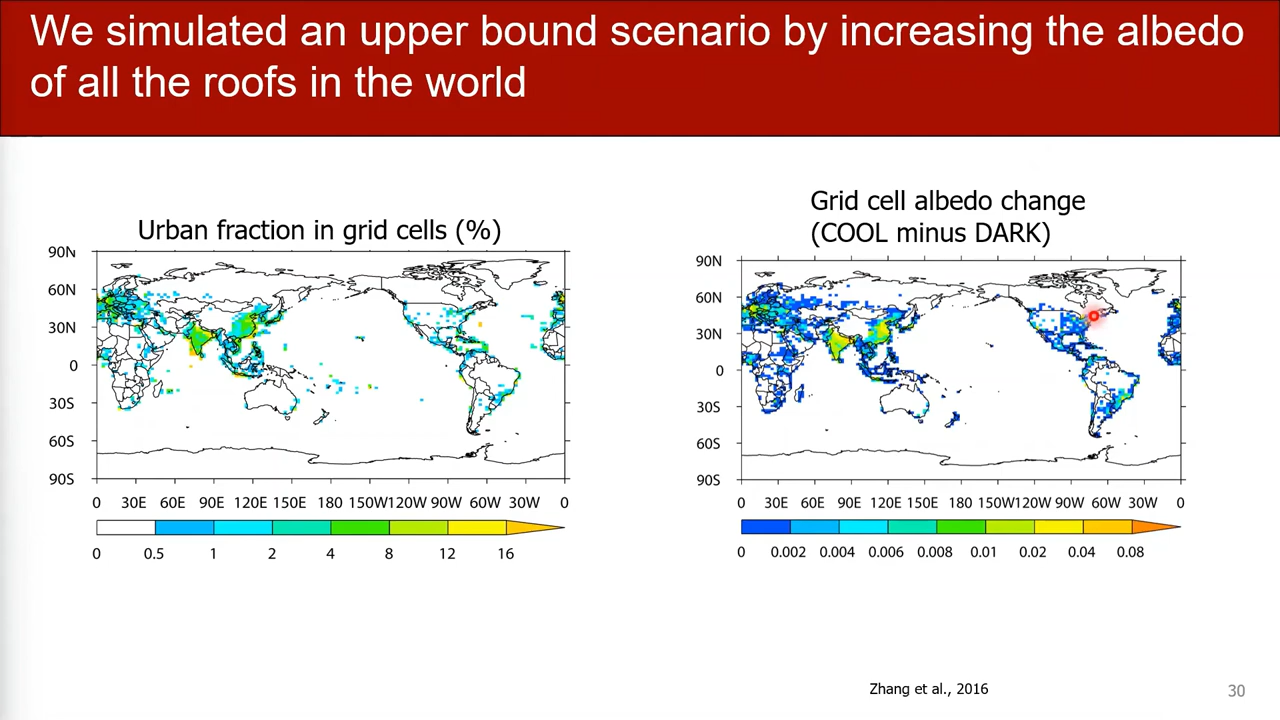 We simulated an upper bound scenario by increasing the albedo
of all the roofs in the world
Urban fraction in grid cells (%)
90N
60N
30N
0
30S
60S
90S
0 30E 60E 90E 120E 150E 180 150W 120W 90W 60W 30W 0
0 0.5 1 2 4 8 12 16
Grid cell albedo change
(COOL minus DARK)
90N
60N
30N
0
30S
60S
90S
0 30E 60E 90E 120E 150E 180 150W 120W 90W 60W 30W 0
0 0.002 0.004 0.006 0.008 0.01 0.02 0.04 0.08
Zhang et al., 2016
30